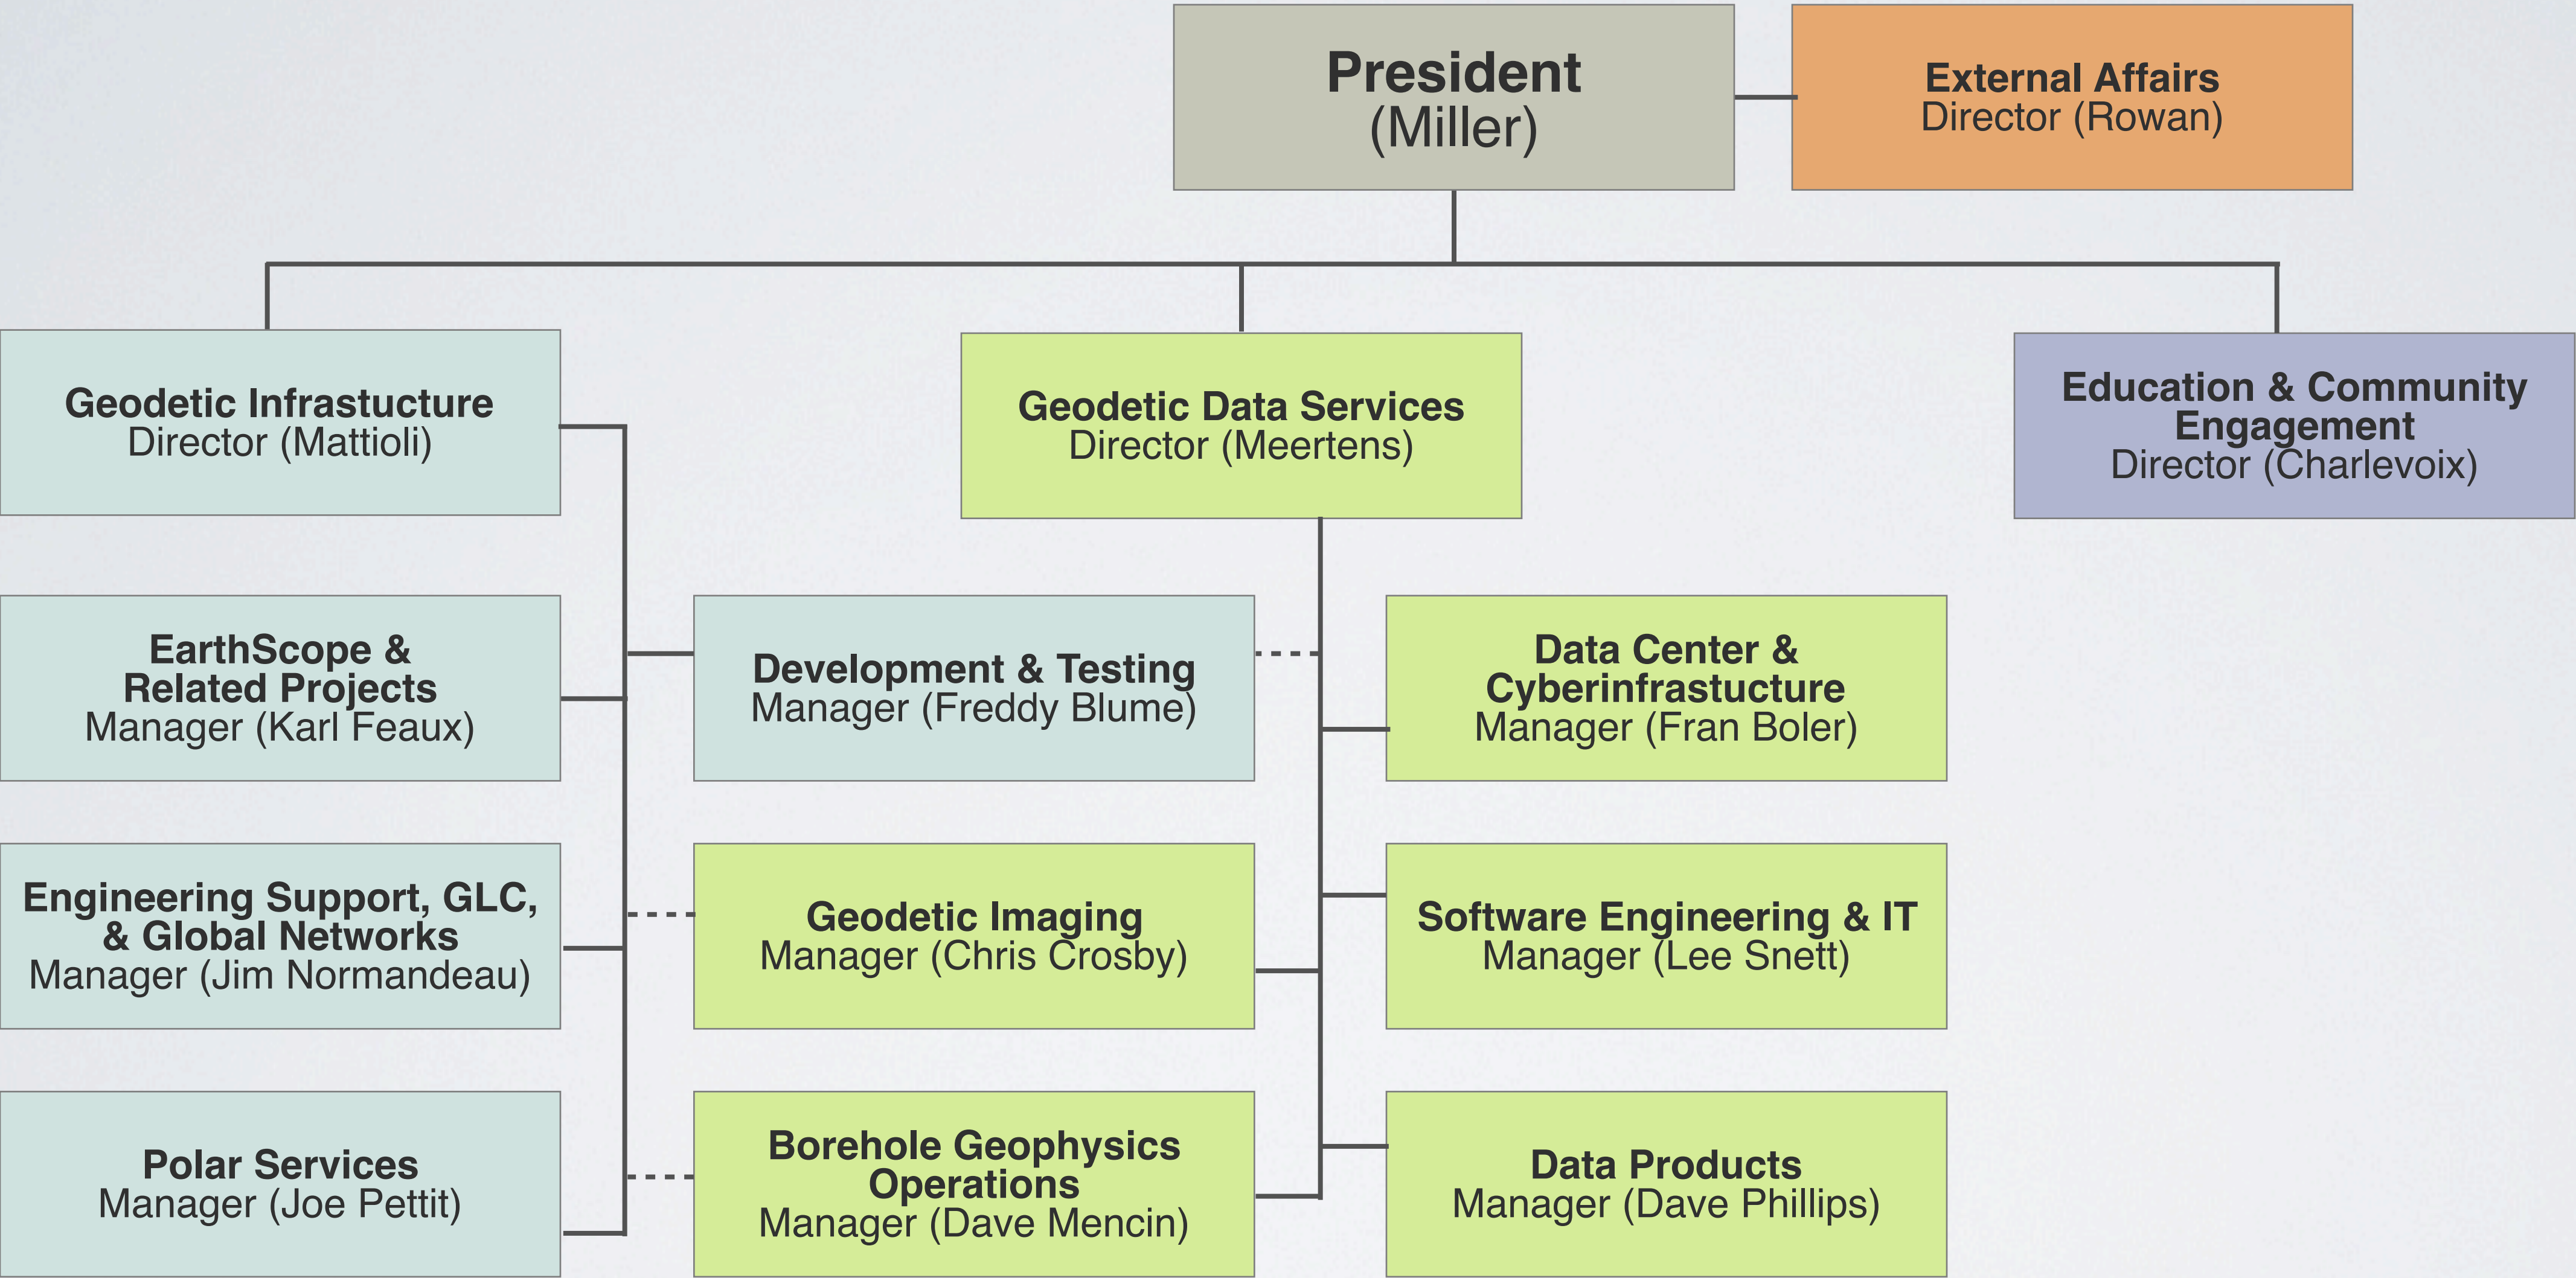 President
(Miller)
External Affairs
Director (Rowan)
Geodetic Infrastucture
Director (Mattioli)
Geodetic Data Services
Director (Meertens)
Education & Community
Engagement
Director (Charlevoix)
EarthScope &
Related Projects
Manager (Karl Feaux)
Development & Testing
Manager (Freddy Blume)
Data Center &
Cyberinfrastucture
Manager (Fran Boler)
Engineering Support, GLC,
& Global Networks
Manager (Jim Normandeau)
Geodetic Imaging
Manager (Chris Crosby)
Software Engineering & IT
Manager (Lee Snett)
Polar Services
Manager (Joe Pettit)
Borehole Geophysics
Operations
Manager (Dave Mencin)
Data Products
Manager (Dave Phillips)